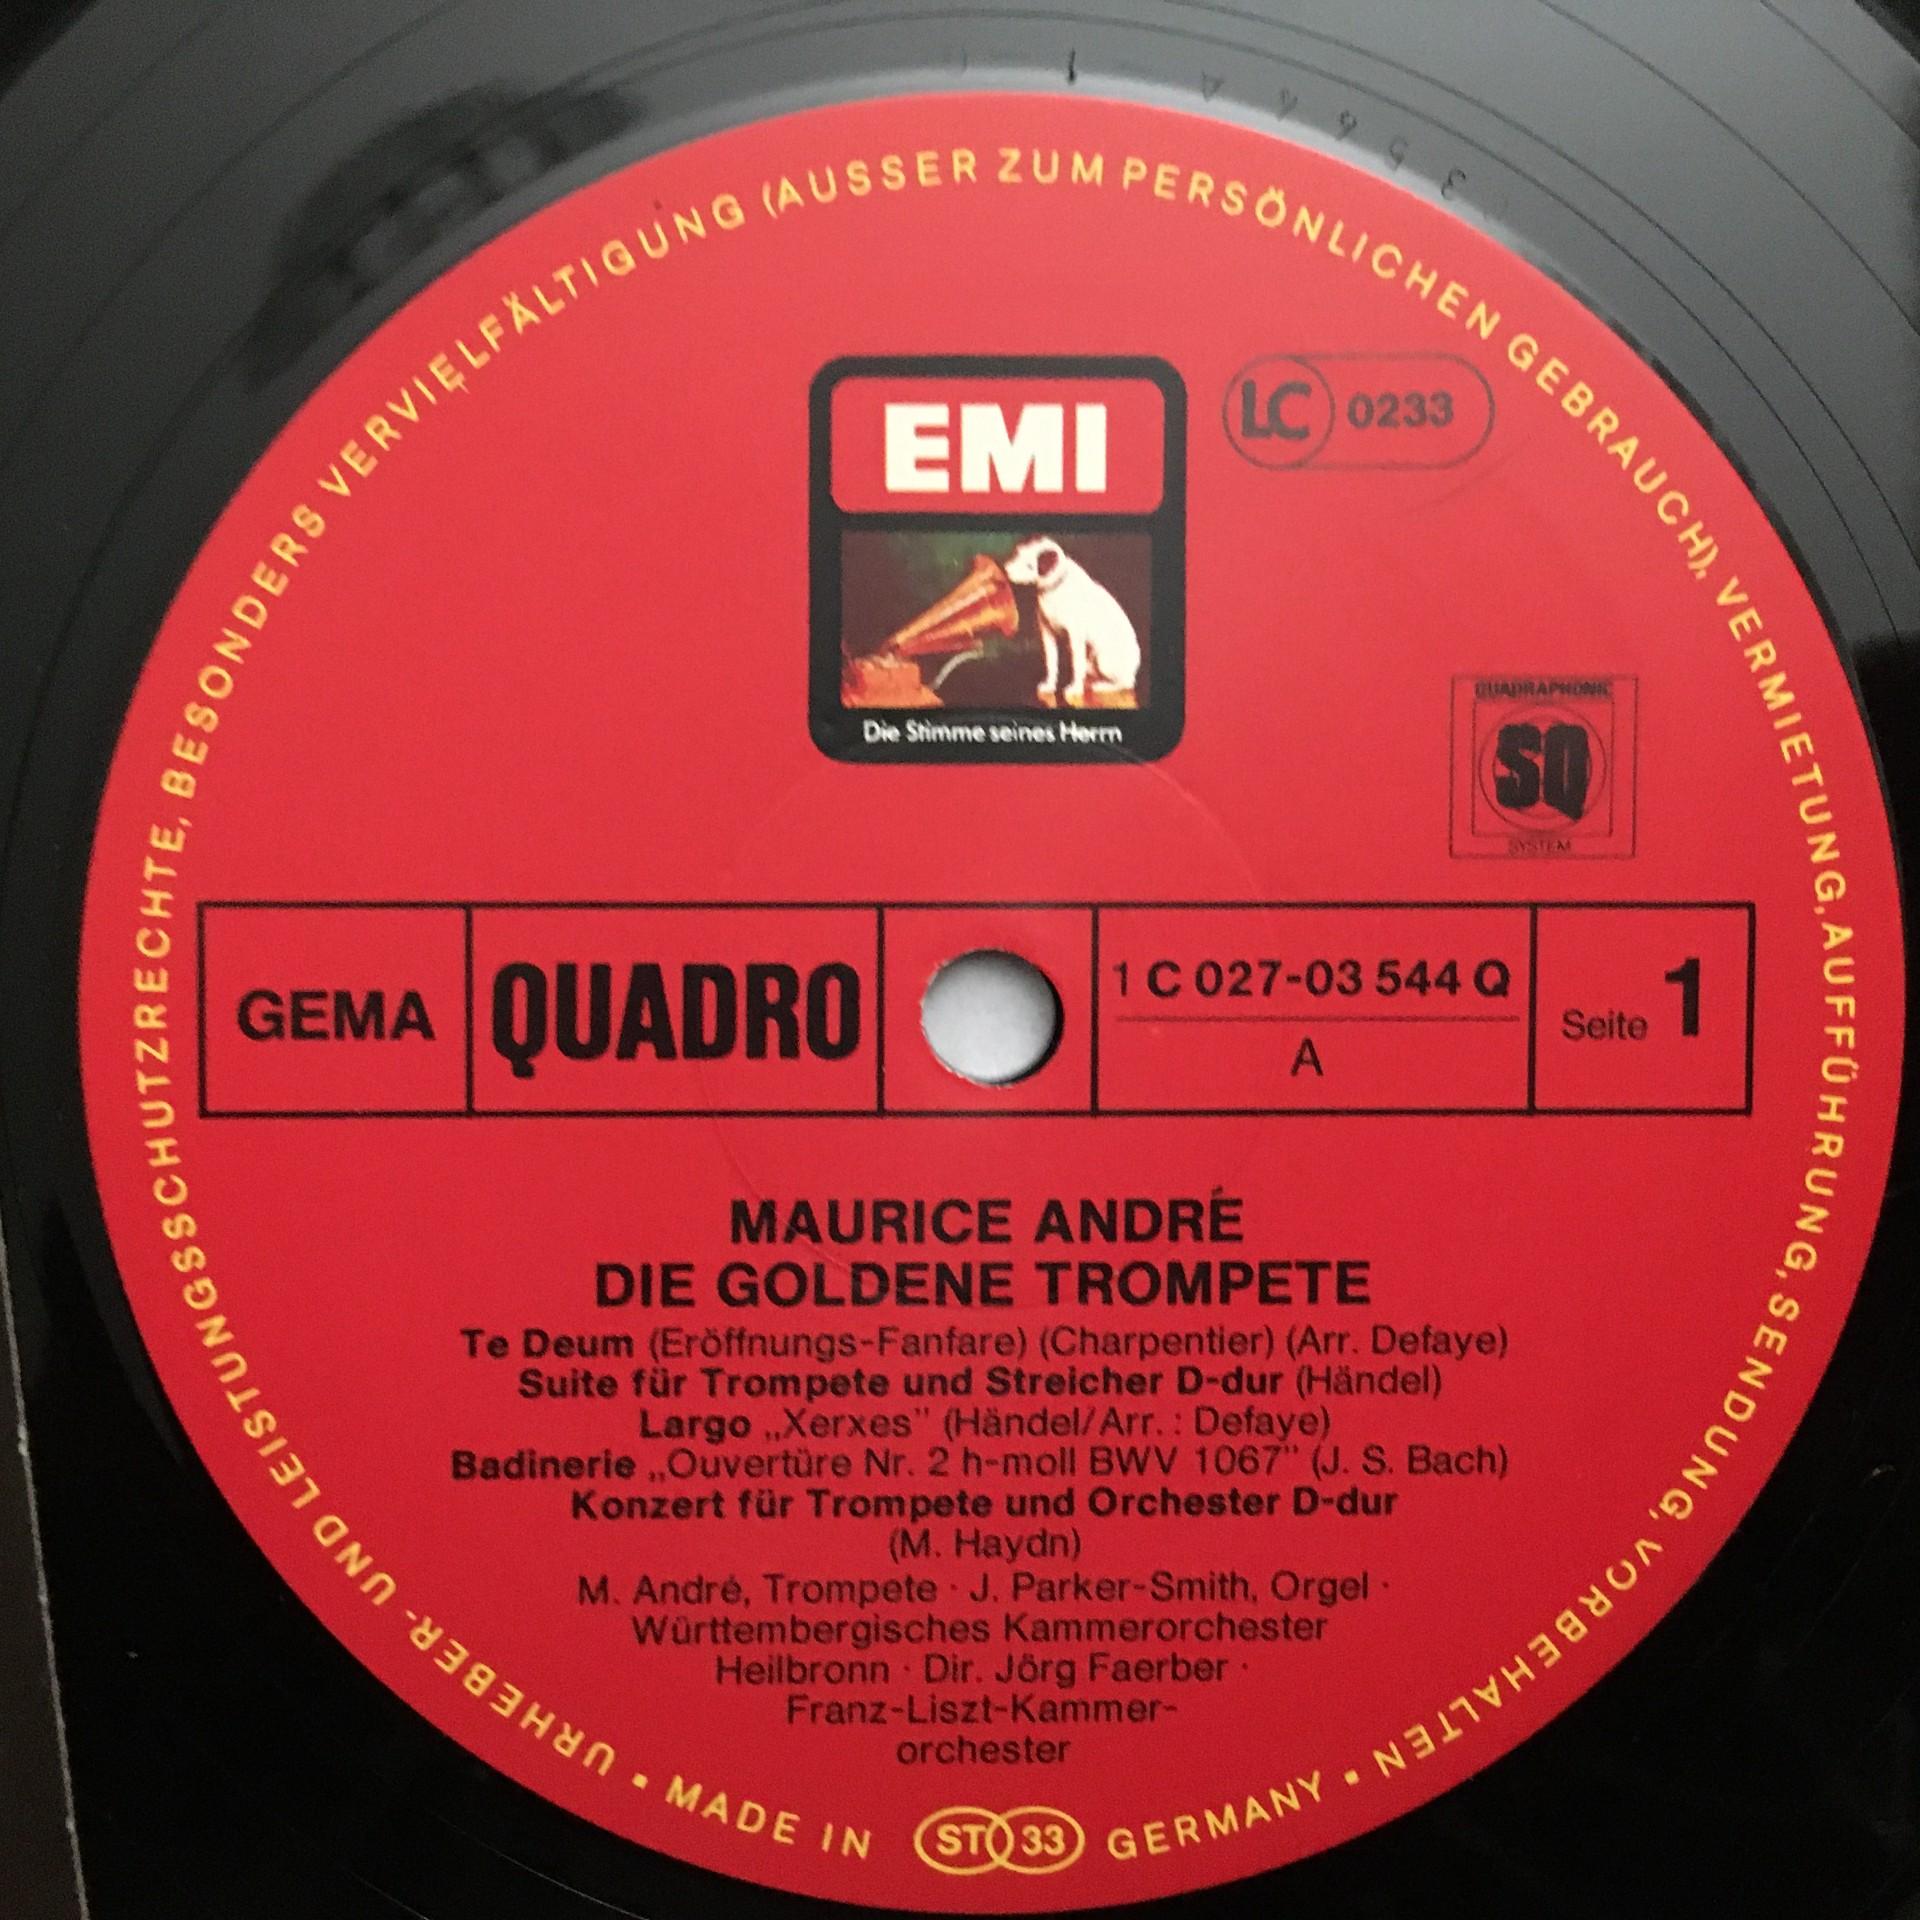 URHEBER- UND LEISTUNGSSCHUTZRECHTE, BESONDERS VERVIELFÄLTIGUNG (AUSSER ZUM PERSÖNLICHEN GEBRAUCH), VERMIETUNG, AUFFÜHRUNG, SENDUNG, VORBEHALTEN • MADE IN ST 33 GERMANY •
EMI
LC 0233
Die Stimme seines Herrn
QUADRAPHONIC
SQ
SYSTEM
GEMA
QUADRO
1 C 027-03 544 Q
A
Seite 1
MAURICE ANDRÉ
DIE GOLDENE TROMPETE
Te Deum (Eröffnungs-Fanfare) (Charpentier) (Arr. Defaye)
Suite für Trompete und Streicher D-dur (Händel)
Largo „Xerxes” (Händel/Arr.: Defaye)
Badinerie „Ouvertüre Nr. 2 h-moll BWV 1067” (J. S. Bach)
Konzert für Trompete und Orchester D-dur
(M. Haydn)
M. André, Trompete · J. Parker-Smith, Orgel ·
Württembergisches Kammerorchester
Heilbronn · Dir. Jörg Faerber ·
Franz-Liszt-Kammer-
orchester